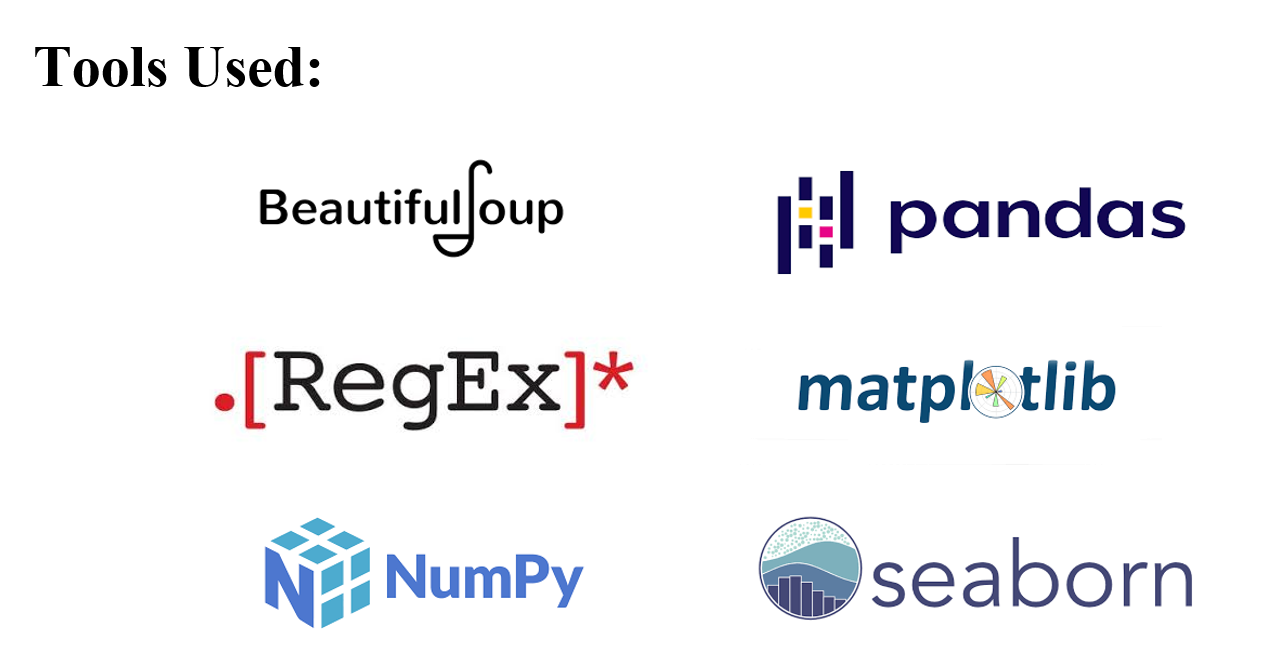 Tools Used:
BeautifulSoup
pandas
.[RegEx]*
matplotlib
NumPy
seaborn